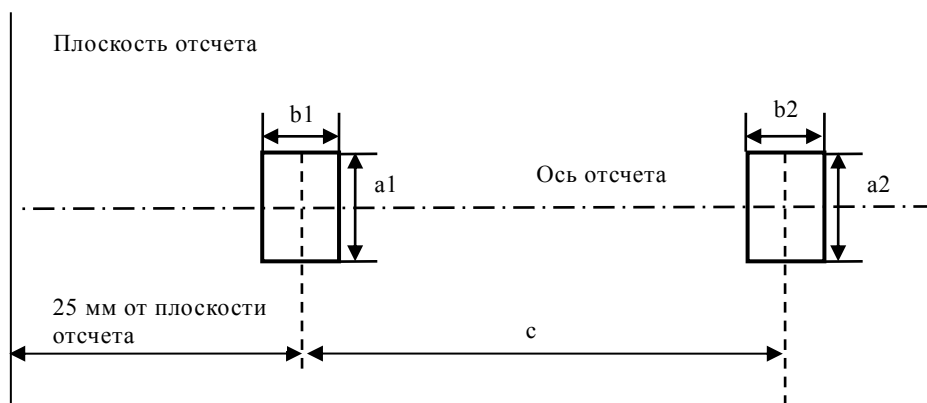 Плоскость отсчета
b1
b2
a1
Ось отсчета
a2
25 мм от плоскости
отсчета
c